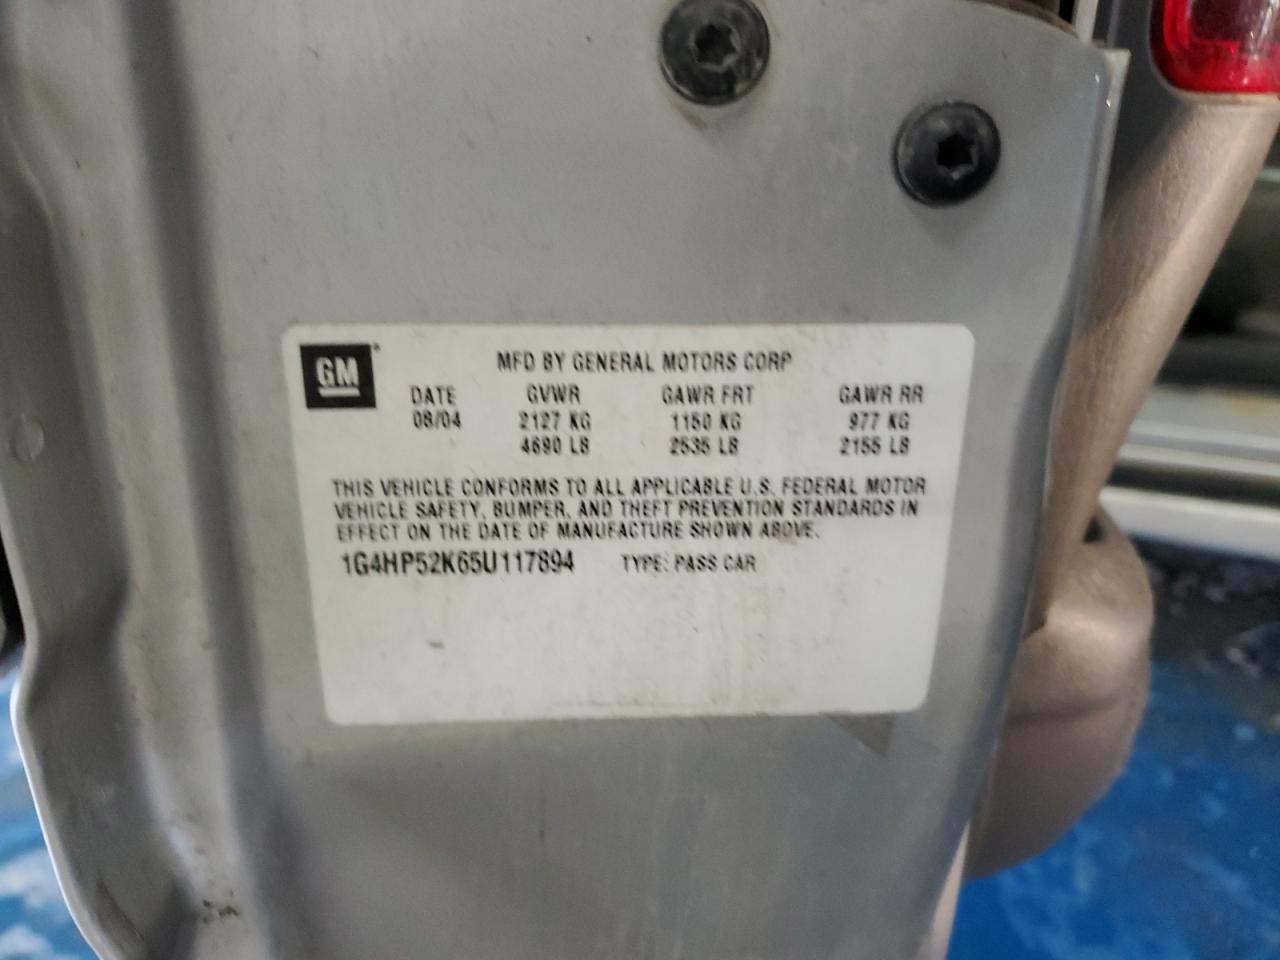 GM
MFD BY GENERAL MOTORS CORP
DATE GVWR GAWR FRT GAWR RR
08/04 2127 KG 1150 KG 977 KG
4690 LB 2535 LB 2155 LB
THIS VEHICLE CONFORMS TO ALL APPLICABLE U.S. FEDERAL MOTOR
VEHICLE SAFETY, BUMPER, AND THEFT PREVENTION STANDARDS IN
EFFECT ON THE DATE OF MANUFACTURE SHOWN ABOVE.
1G4HP52K65U117894 TYPE: PASS CAR